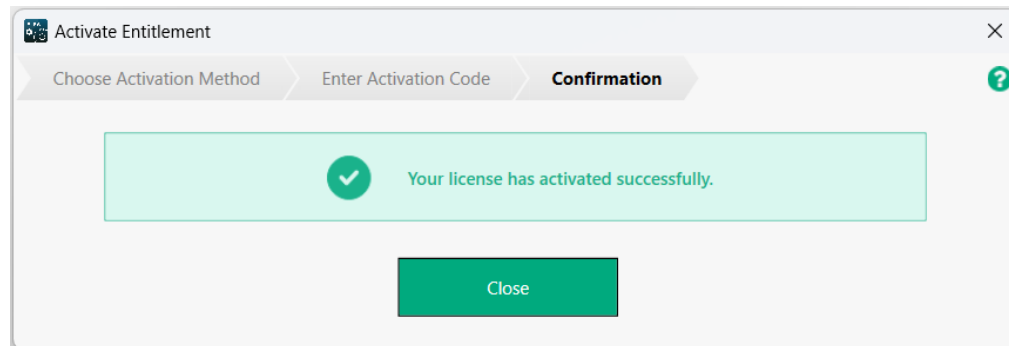 Activate Entitlement
Choose Activation Method
Enter Activation Code
Confirmation
?
Your license has activated successfully.
Close